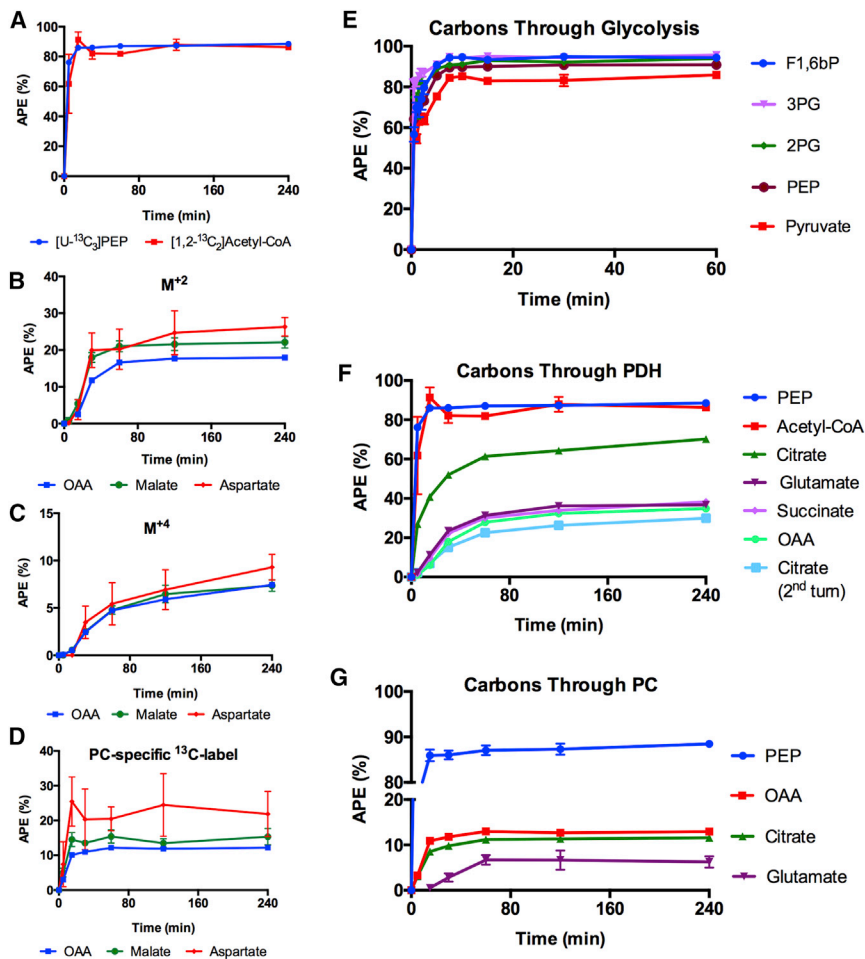 A
100
80
60
40
20
0
APE (%)
0
80
160
240
Time (min)
[U-¹³C₃]PEP
[1,2-¹³C₂]Acetyl-CoA
B
M⁺²
40
30
20
10
0
APE (%)
0
80
160
240
Time (min)
OAA
Malate
Aspartate
C
M⁺⁴
15
10
5
0
APE (%)
0
80
160
240
Time (min)
OAA
Malate
Aspartate
D
PC-specific ¹³C-label
40
30
20
10
0
APE (%)
0
80
160
240
Time (min)
OAA
Malate
Aspartate
E
Carbons Through Glycolysis
100
80
60
40
20
0
APE (%)
0
20
40
60
Time (min)
F1,6bP
3PG
2PG
PEP
Pyruvate
F
Carbons Through PDH
100
80
60
40
20
0
APE (%)
0
80
160
240
Time (min)
PEP
Acetyl-CoA
Citrate
Glutamate
Succinate
OAA
Citrate
(2ⁿᵈ turn)
G
Carbons Through PC
100
90
80
20
10
0
APE (%)
0
80
160
240
Time (min)
PEP
OAA
Citrate
Glutamate